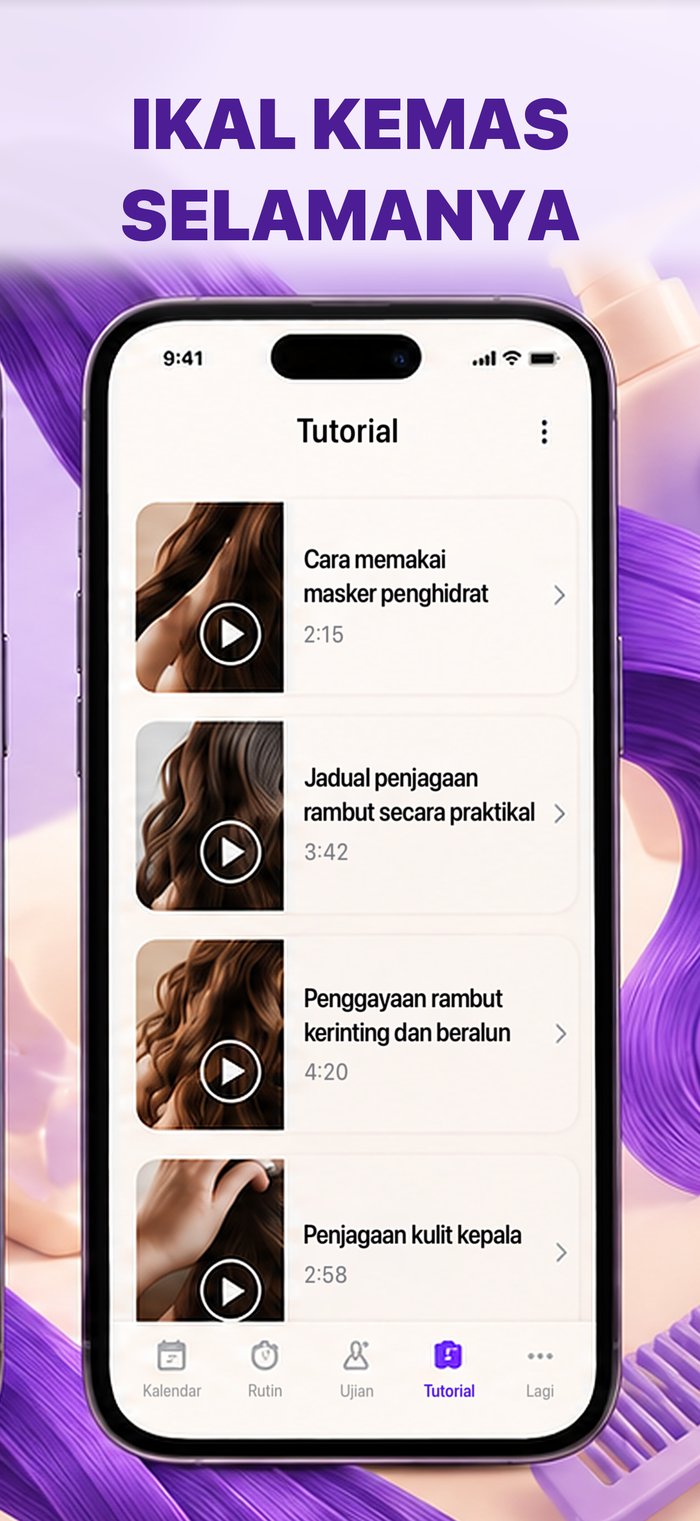 IKAL KEMAS
SELAMANYA
9:41
Tutorial
Cara memakai
masker penghidrat
2:15
Jadual penjagaan
rambut secara praktikal
3:42
Penggayaan rambut
kerinting dan beralun
4:20
Penjagaan kulit kepala
2:58
Kalendar
Rutin
Ujian
Tutorial
Lagi